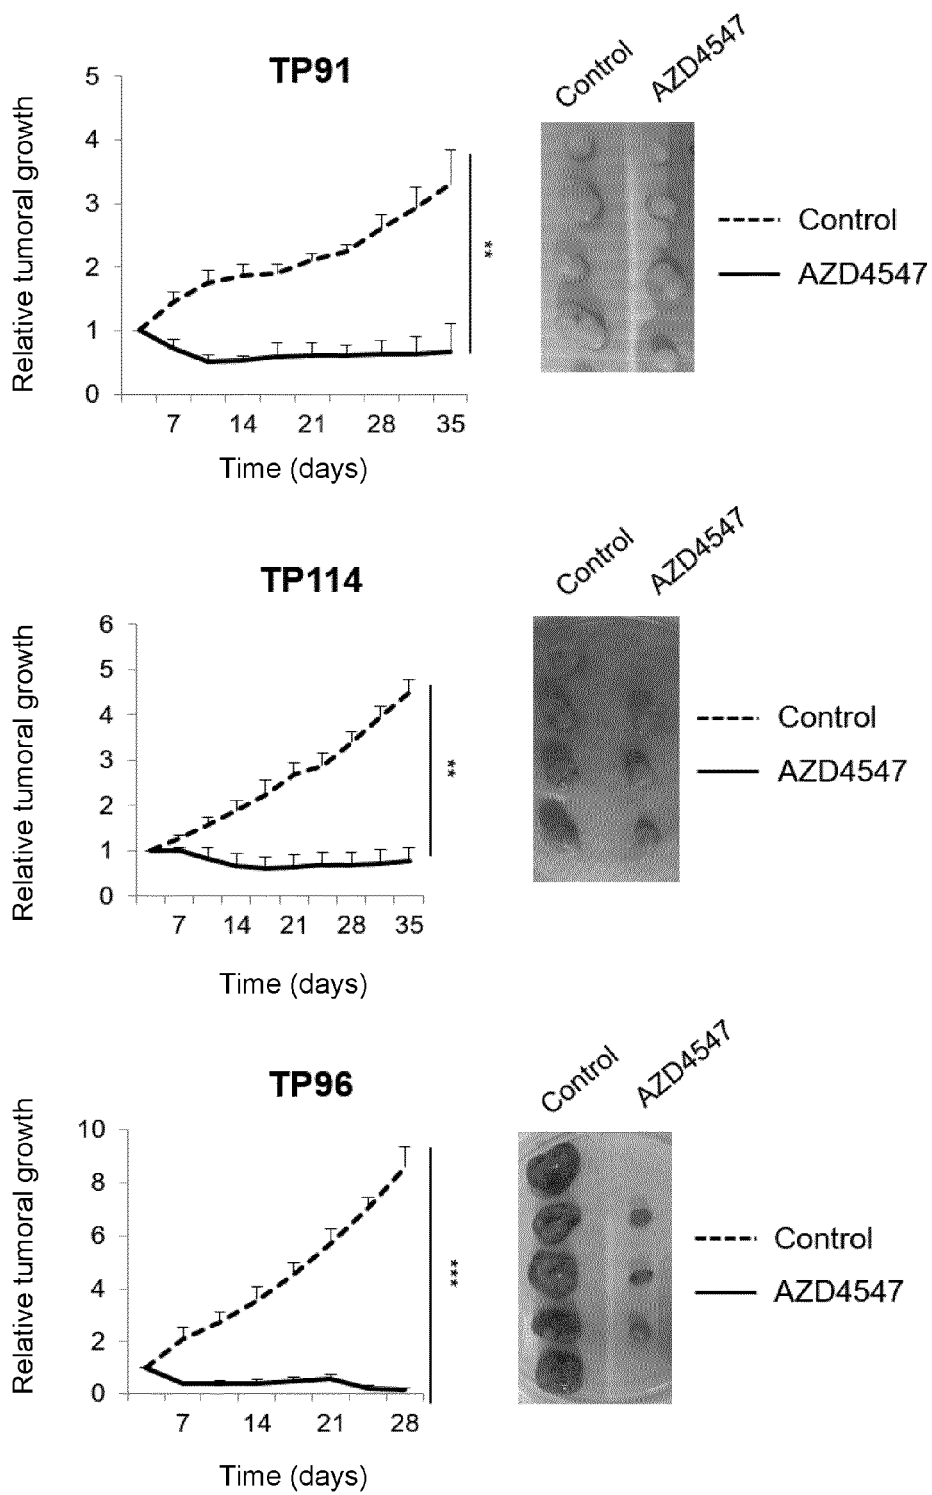 TP91
Control
AZD4547
Relative tumoral growth
5
4
3
2
1
0
**
7 14 21 28 35
Time (days)
Control
AZD4547
TP114
Control
AZD4547
Relative tumoral growth
6
5
4
3
2
1
0
**
7 14 21 28 35
Time (days)
Control
AZD4547
TP96
Control
AZD4547
Relative tumoral growth
10
8
6
4
2
0
***
7 14 21 28
Time (days)
Control
AZD4547